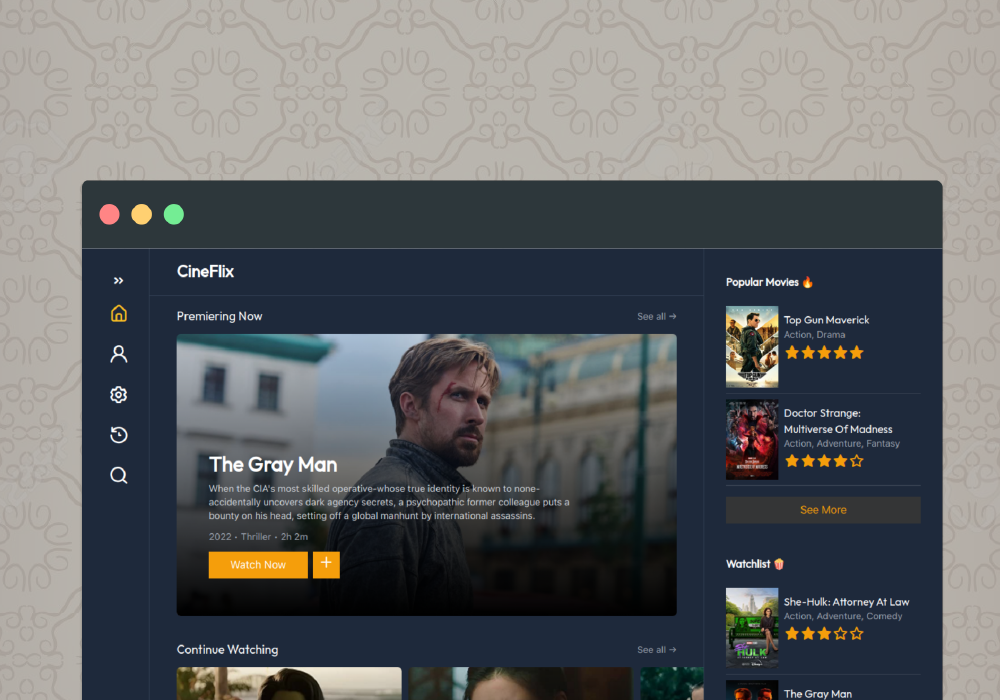 CineFlix
Premiering Now
See all →
The Gray Man
When the CIA's most skilled operative-whose true identity is known to none-
accidentally uncovers dark agency secrets, a psychopathic former colleague puts a
bounty on his head, setting off a global manhunt by international assassins.
2022 • Thriller • 2h 2m
Watch Now
+
Continue Watching
See all →
Popular Movies 🔥
Top Gun Maverick
Action, Drama
Doctor Strange:
Multiverse Of Madness
Action, Adventure, Fantasy
See More
Watchlist 🍿
She-Hulk: Attorney At Law
Action, Adventure, Comedy
HULK
The Gray Man